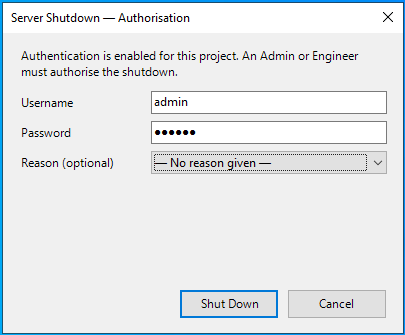 Server Shutdown — Authorisation
Authentication is enabled for this project. An Admin or Engineer
must authorise the shutdown.
Username
admin
Password
●●●●●●
Reason (optional)
— No reason given —
Shut Down
Cancel